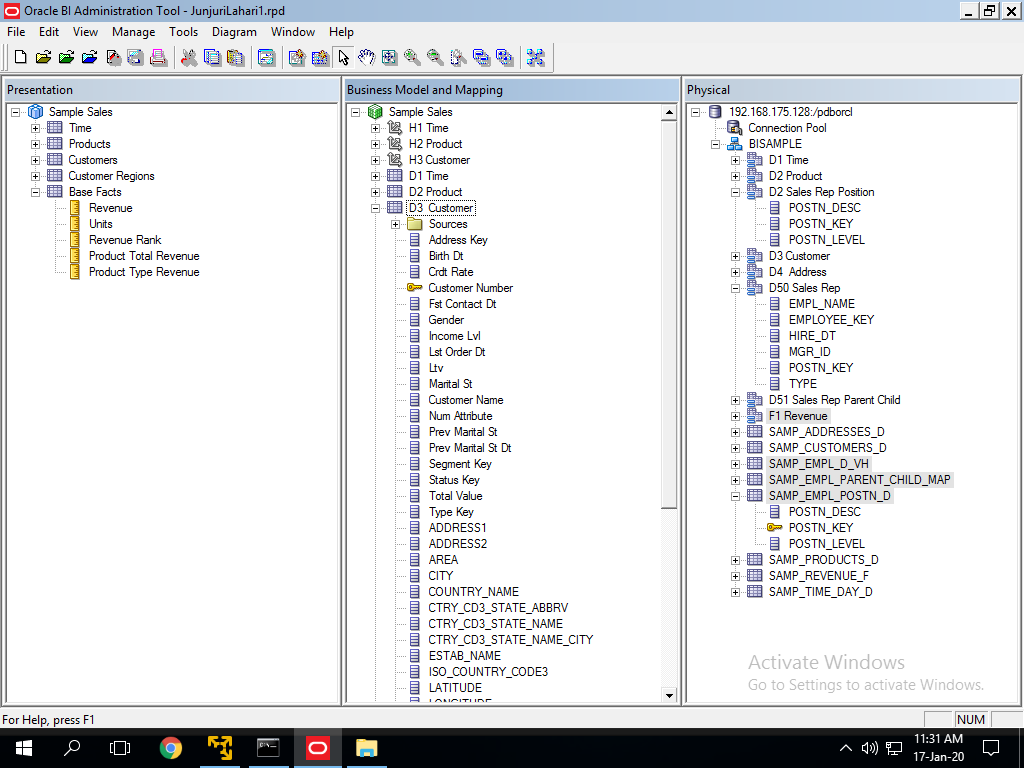 Oracle BI Administration Tool - JunjuriLahari1.rpd
File Edit View Manage Tools Diagram Window Help
Presentation
Sample Sales
Time
Products
Customers
Customer Regions
Base Facts
Revenue
Units
Revenue Rank
Product Total Revenue
Product Type Revenue
Business Model and Mapping
Sample Sales
H1 Time
H2 Product
H3 Customer
D1 Time
D2 Product
D3 Customer
Sources
Address Key
Birth Dt
Crdt Rate
Customer Number
Fst Contact Dt
Gender
Income Lvl
Lst Order Dt
Ltv
Marital St
Customer Name
Num Attribute
Prev Marital St
Prev Marital St Dt
Segment Key
Status Key
Total Value
Type Key
ADDRESS1
ADDRESS2
AREA
CITY
COUNTRY_NAME
CTRY_CD3_STATE_ABBRV
CTRY_CD3_STATE_NAME
CTRY_CD3_STATE_NAME_CITY
ESTAB_NAME
ISO_COUNTRY_CODE3
LATITUDE
Physical
192.168.175.128:/pdborcl
Connection Pool
BISAMPLE
D1 Time
D2 Product
D2 Sales Rep Position
POSTN_DESC
POSTN_KEY
POSTN_LEVEL
D3 Customer
D4 Address
D50 Sales Rep
EMPL_NAME
EMPLOYEE_KEY
HIRE_DT
MGR_ID
POSTN_KEY
TYPE
D51 Sales Rep Parent Child
F1 Revenue
SAMP_ADDRESSES_D
SAMP_CUSTOMERS_D
SAMP_EMPL_D_VH
SAMP_EMPL_PARENT_CHILD_MAP
SAMP_EMPL_POSTN_D
POSTN_DESC
POSTN_KEY
POSTN_LEVEL
SAMP_PRODUCTS_D
SAMP_REVENUE_F
SAMP_TIME_DAY_D
Activate Windows
Go to Settings to activate Windows.
For Help, press F1
NUM
11:31 AM
17-Jan-20